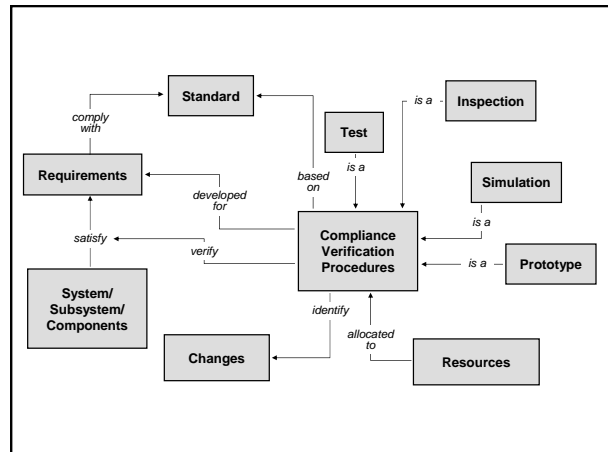 Standard
is a
Inspection
comply
with
Test
is a
Requirements
developed
for
based
on
Simulation
is a
satisfy
verify
Compliance
Verification
Procedures
is a
Prototype
System/
Subsystem/
Components
identify
allocated
to
Changes
Resources